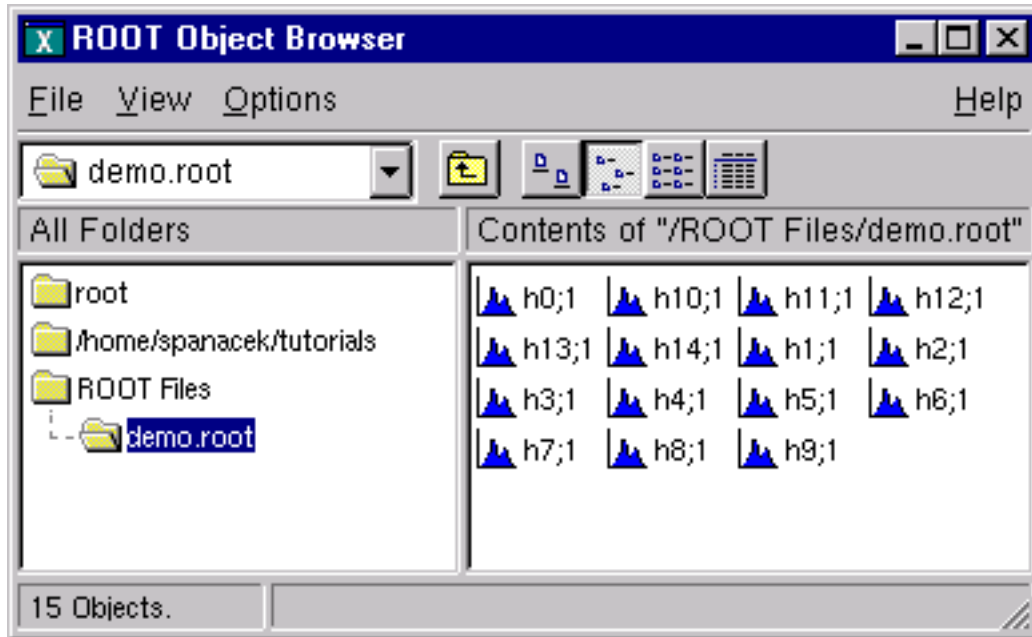 ROOT Object Browser
File View Options Help
demo.root
All Folders
Contents of "/ROOT Files/demo.root"
root
/home/spanacek/tutorials
ROOT Files
demo.root
h0;1 h10;1 h11;1 h12;1
h13;1 h14;1 h1;1 h2;1
h3;1 h4;1 h5;1 h6;1
h7;1 h8;1 h9;1
15 Objects.